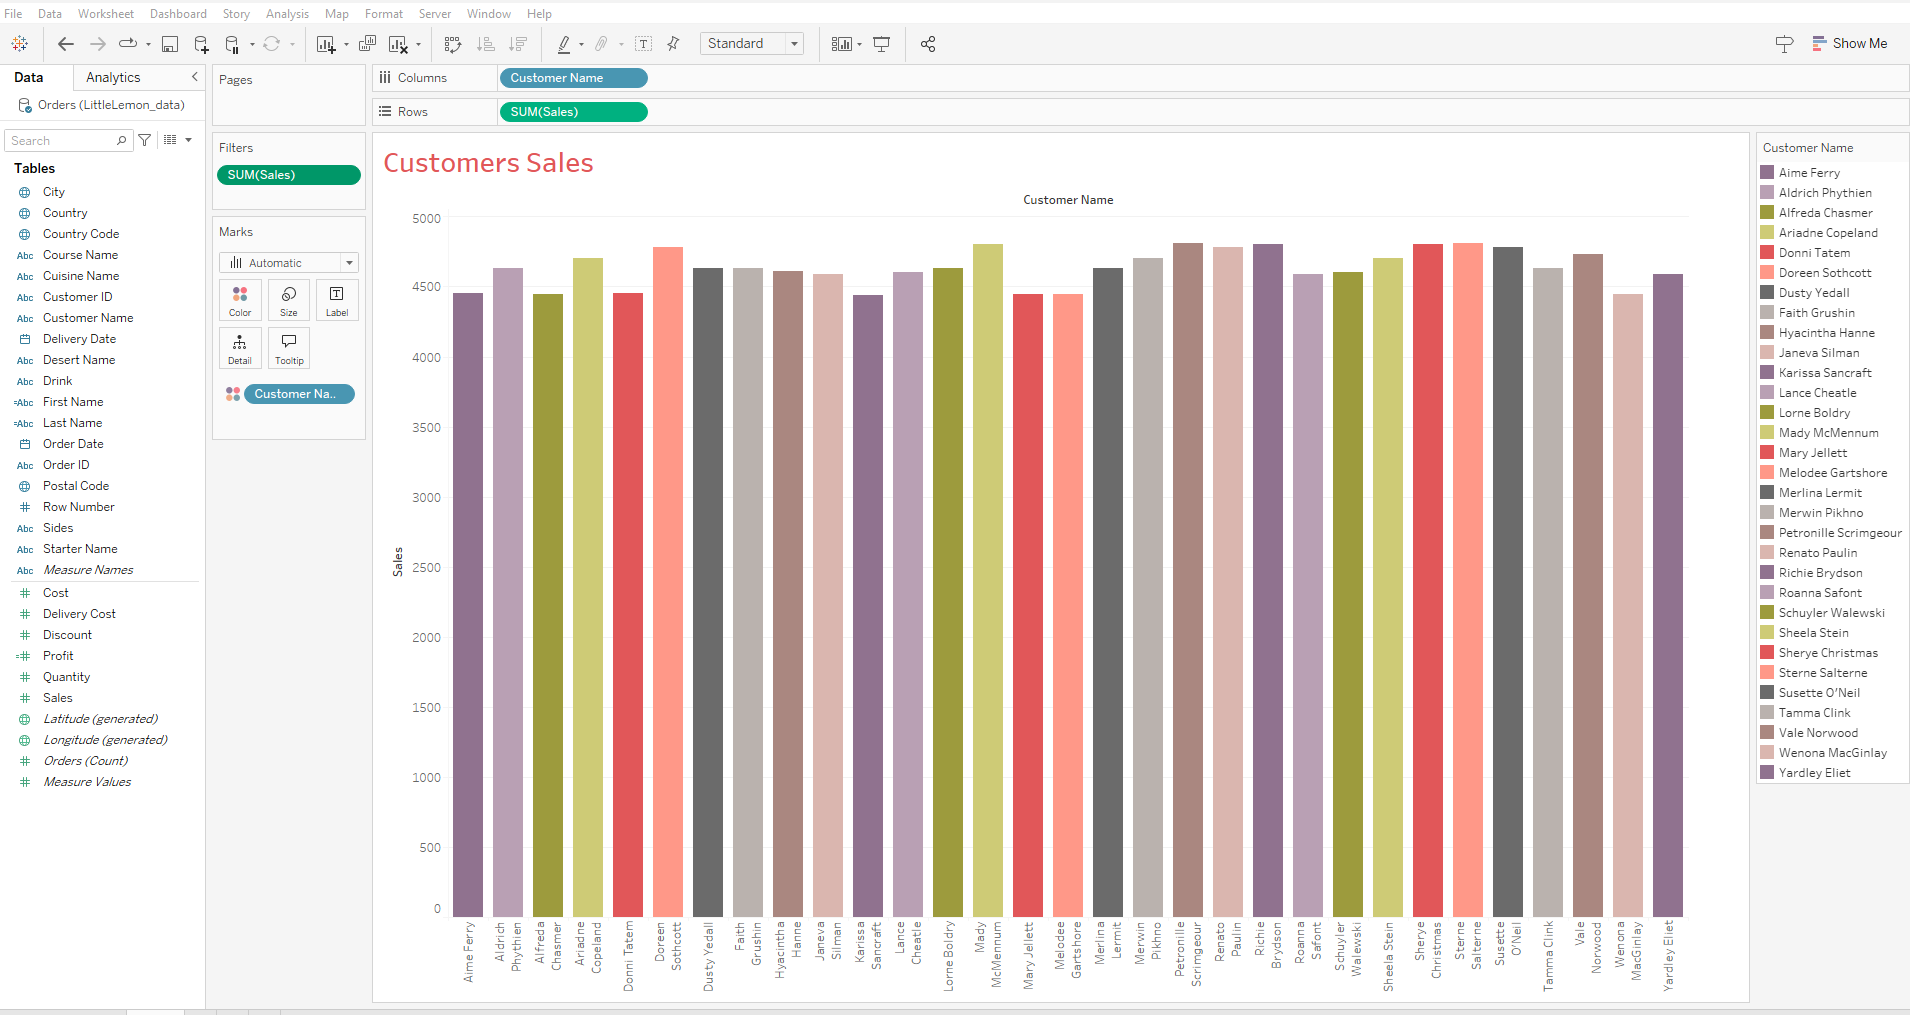 File Data Worksheet Dashboard Story Analysis Map Format Server Window Help
Standard
Show Me
Data Analytics
Orders (LittleLemon_data)
Search
Tables
City
Country
Country Code
Abc Course Name
Abc Cuisine Name
Abc Customer ID
Abc Customer Name
Delivery Date
Abc Desert Name
Abc Drink
=Abc First Name
=Abc Last Name
Order Date
Abc Order ID
Postal Code
# Row Number
Abc Sides
Abc Starter Name
Abc Measure Names
# Cost
# Delivery Cost
# Discount
=# Profit
# Quantity
# Sales
Latitude (generated)
Longitude (generated)
# Orders (Count)
# Measure Values
Pages
Filters
SUM(Sales)
Marks
Automatic
Color Size Label
Detail Tooltip
Customer Na..
Columns Customer Name
Rows SUM(Sales)
Customers Sales
Customer Name
5000
4500
4000
3500
3000
2500
2000
1500
1000
500
0
Sales
Aime Ferry
Aldrich Phythien
Alfreda Chasmer
Ariadne Copeland
Donni Tatem
Doreen Sothcott
Dusty Yedall
Faith Grushin
Hyacintha Hanne
Janeva Silman
Karissa Sancraft
Lance Cheatle
Lorne Boldry
Mady McMennum
Mary Jellett
Melodee Gartshore
Merlina Lermit
Merwin Pikhno
Petronille Scrimgeour
Renato Paulin
Richie Brydson
Roanna Safont
Schuyler Walewski
Sheela Stein
Sherye Christmas
Sterne Salterne
Susette O'Neil
Tamma Clink
Vale Norwood
Wenona MacGinlay
Yardley Eliet
Customer Name
Aime Ferry
Aldrich Phythien
Alfreda Chasmer
Ariadne Copeland
Donni Tatem
Doreen Sothcott
Dusty Yedall
Faith Grushin
Hyacintha Hanne
Janeva Silman
Karissa Sancraft
Lance Cheatle
Lorne Boldry
Mady McMennum
Mary Jellett
Melodee Gartshore
Merlina Lermit
Merwin Pikhno
Petronille Scrimgeour
Renato Paulin
Richie Brydson
Roanna Safont
Schuyler Walewski
Sheela Stein
Sherye Christmas
Sterne Salterne
Susette O'Neil
Tamma Clink
Vale Norwood
Wenona MacGinlay
Yardley Eliet